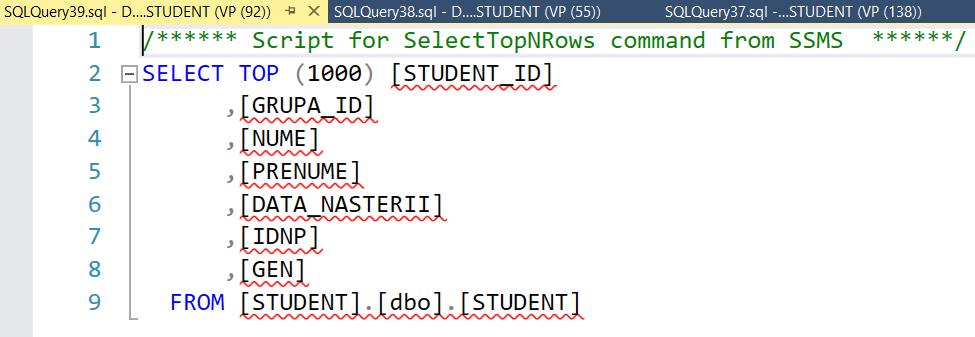 SQLQuery39.sql - D....STUDENT (VP (92)) SQLQuery38.sql - D....STUDENT (VP (55)) SQLQuery37.sql -...STUDENT (VP (138))
1 /****** Script for SelectTopNRows command from SSMS  ******/
2 SELECT TOP (1000) [STUDENT_ID]
3 ,[GRUPA_ID]
4 ,[NUME]
5 ,[PRENUME]
6 ,[DATA_NASTERII]
7 ,[IDNP]
8 ,[GEN]
9 FROM [STUDENT].[dbo].[STUDENT]